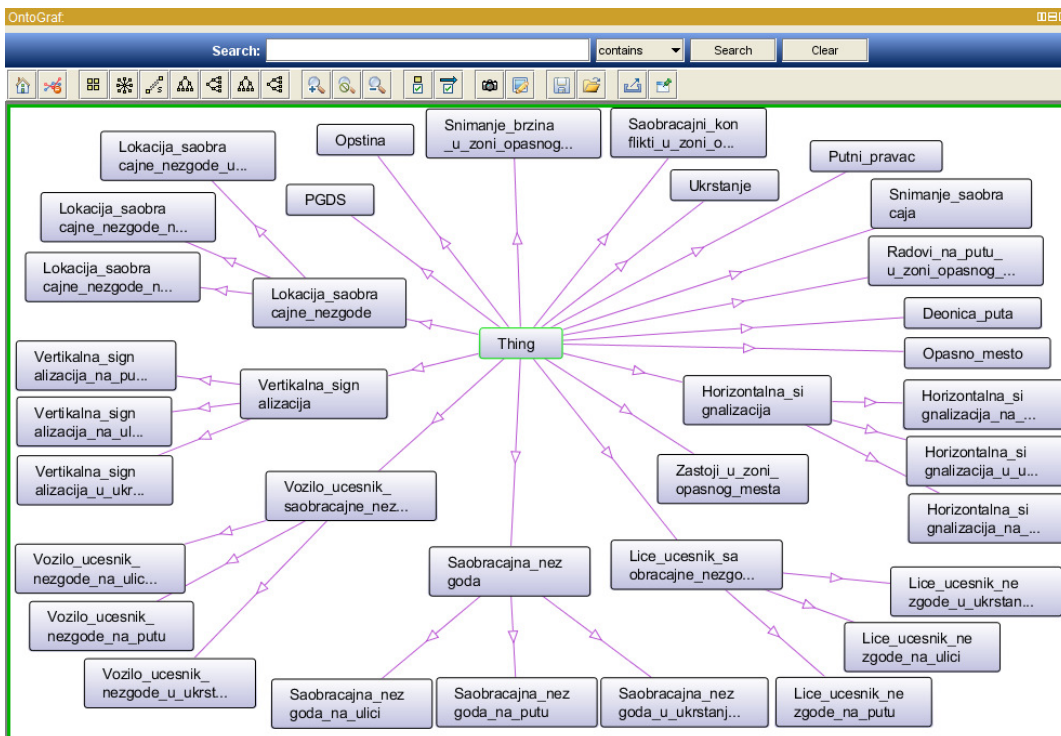 OntoGraf:
Search:
contains
Search
Clear
Lokacija_saobra
cajne_nezgode_u...
Opstina
Snimanje_brzina
_u_zoni_opasnog...
Saobracajni_kon
flikti_u_zoni_o...
Putni_pravac
Lokacija_saobra
cajne_nezgode_n...
PGDS
Ukrstanje
Snimanje_saobra
caja
Lokacija_saobra
cajne_nezgode_n...
Lokacija_saobra
cajne_nezgode
Radovi_na_putu_
u_zoni_opasnog_...
Thing
Deonica_puta
Opasno_mesto
Vertikalna_sign
alizacija_na_pu...
Vertikalna_sign
alizacija
Horizontalna_si
gnalizacija
Horizontalna_si
gnalizacija_na_...
Vertikalna_sign
alizacija_na_ul...
Horizontalna_si
gnalizacija_u_u...
Vertikalna_sign
alizacija_u_ukr...
Vozilo_ucesnik_
saobracajne_nez...
Zastoji_u_zoni_
opasnog_mesta
Horizontalna_si
gnalizacija_na_...
Vozilo_ucesnik_
nezgode_na_ulic...
Saobracajna_nez
goda
Lice_ucesnik_sa
obracajne_nezgo...
Lice_ucesnik_ne
zgode_u_ukrstan...
Vozilo_ucesnik_
nezgode_na_putu
Lice_ucesnik_ne
zgode_na_ulici
Vozilo_ucesnik_
nezgode_u_ukrst...
Saobracajna_nez
goda_na_ulici
Saobracajna_nez
goda_na_putu
Saobracajna_nez
goda_u_ukrstanj...
Lice_ucesnik_ne
zgode_na_putu